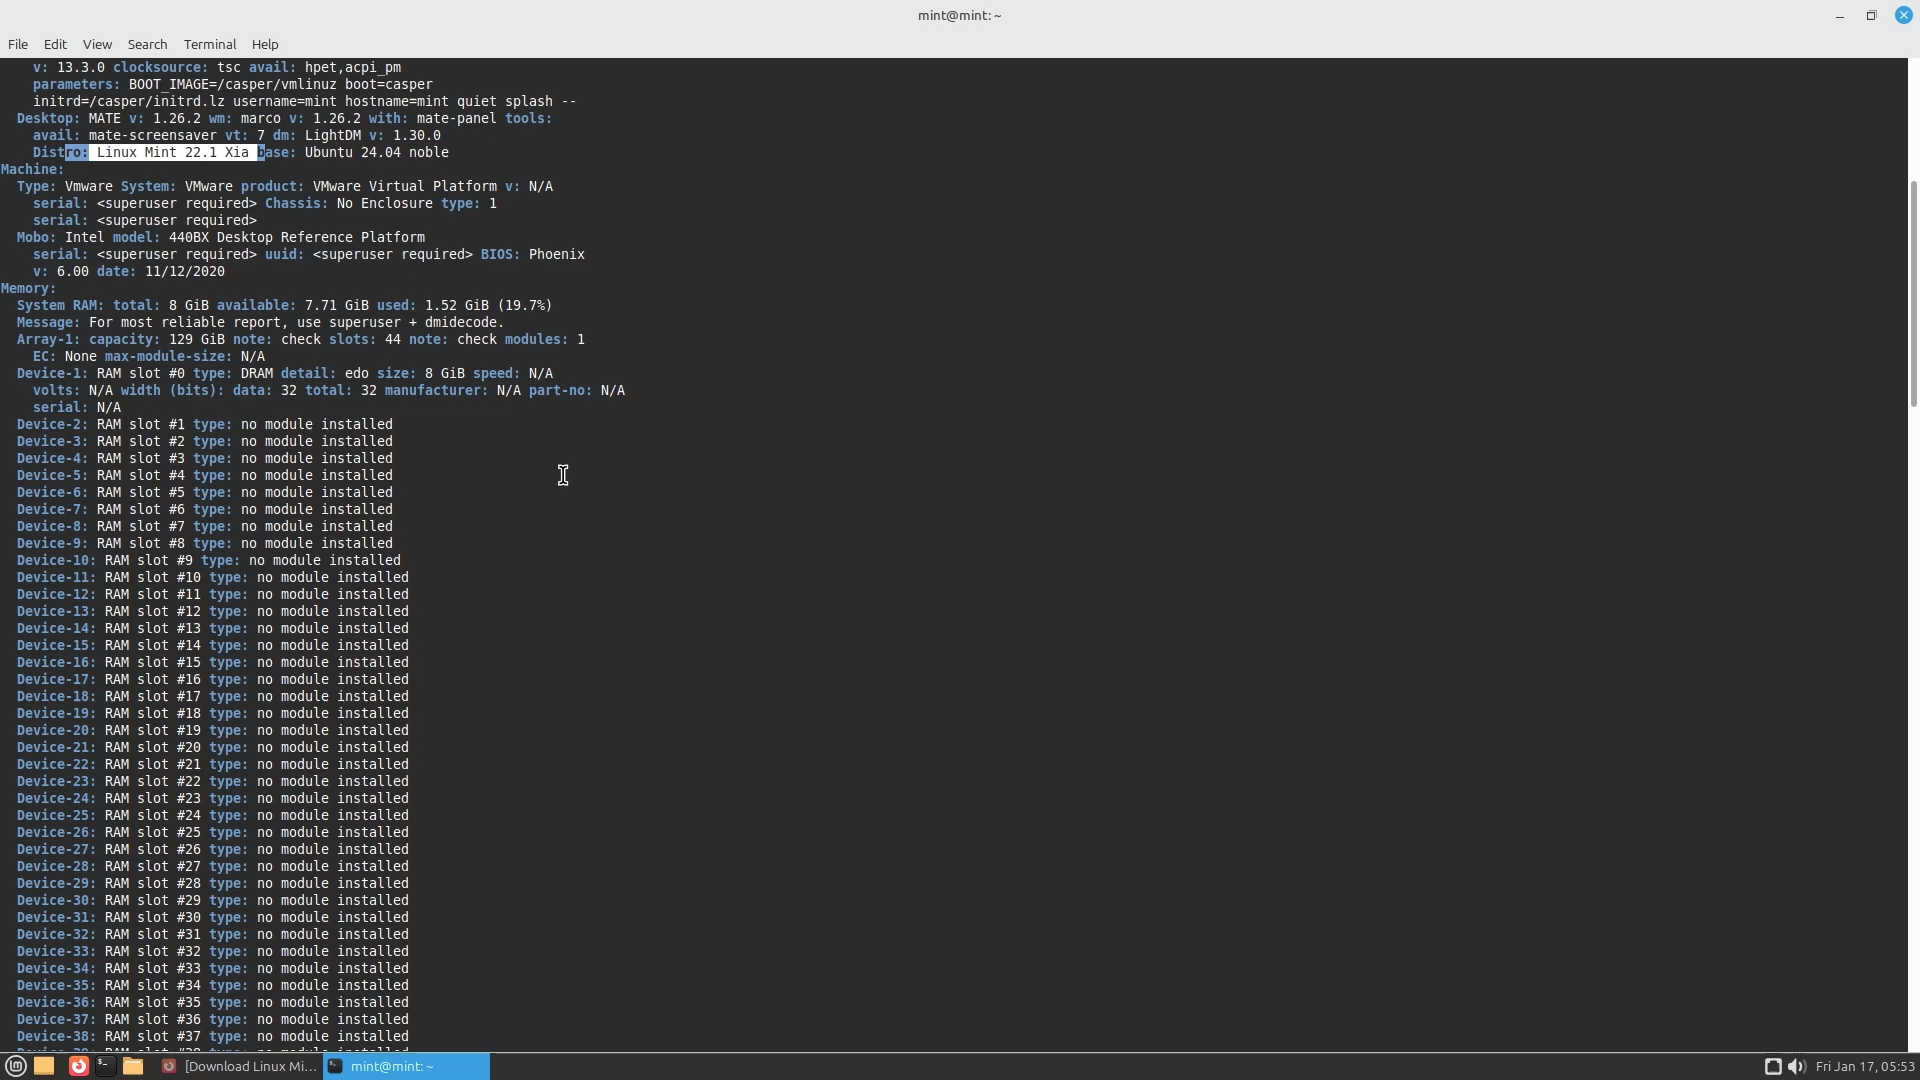 mint@mint: ~
File Edit View Search Terminal Help
v: 13.3.0 clocksource: tsc avail: hpet,acpi_pm
parameters: BOOT_IMAGE=/casper/vmlinuz boot=casper
initrd=/casper/initrd.lz username=mint hostname=mint quiet splash --
Desktop: MATE v: 1.26.2 wm: marco v: 1.26.2 with: mate-panel tools:
avail: mate-screensaver vt: 7 dm: LightDM v: 1.30.0
Distro: Linux Mint 22.1 Xia base: Ubuntu 24.04 noble
Machine:
Type: Vmware System: VMware product: VMware Virtual Platform v: N/A
serial: <superuser required> Chassis: No Enclosure type: 1
serial: <superuser required>
Mobo: Intel model: 440BX Desktop Reference Platform
serial: <superuser required> uuid: <superuser required> BIOS: Phoenix
v: 6.00 date: 11/12/2020
Memory:
System RAM: total: 8 GiB available: 7.71 GiB used: 1.52 GiB (19.7%)
Message: For most reliable report, use superuser + dmidecode.
Array-1: capacity: 129 GiB note: check slots: 44 note: check modules: 1
EC: None max-module-size: N/A
Device-1: RAM slot #0 type: DRAM detail: edo size: 8 GiB speed: N/A
volts: N/A width (bits): data: 32 total: 32 manufacturer: N/A part-no: N/A
serial: N/A
Device-2: RAM slot #1 type: no module installed
Device-3: RAM slot #2 type: no module installed
Device-4: RAM slot #3 type: no module installed
Device-5: RAM slot #4 type: no module installed
Device-6: RAM slot #5 type: no module installed
Device-7: RAM slot #6 type: no module installed
Device-8: RAM slot #7 type: no module installed
Device-9: RAM slot #8 type: no module installed
Device-10: RAM slot #9 type: no module installed
Device-11: RAM slot #10 type: no module installed
Device-12: RAM slot #11 type: no module installed
Device-13: RAM slot #12 type: no module installed
Device-14: RAM slot #13 type: no module installed
Device-15: RAM slot #14 type: no module installed
Device-16: RAM slot #15 type: no module installed
Device-17: RAM slot #16 type: no module installed
Device-18: RAM slot #17 type: no module installed
Device-19: RAM slot #18 type: no module installed
Device-20: RAM slot #19 type: no module installed
Device-21: RAM slot #20 type: no module installed
Device-22: RAM slot #21 type: no module installed
Device-23: RAM slot #22 type: no module installed
Device-24: RAM slot #23 type: no module installed
Device-25: RAM slot #24 type: no module installed
Device-26: RAM slot #25 type: no module installed
Device-27: RAM slot #26 type: no module installed
Device-28: RAM slot #27 type: no module installed
Device-29: RAM slot #28 type: no module installed
Device-30: RAM slot #29 type: no module installed
Device-31: RAM slot #30 type: no module installed
Device-32: RAM slot #31 type: no module installed
Device-33: RAM slot #32 type: no module installed
Device-34: RAM slot #33 type: no module installed
Device-35: RAM slot #34 type: no module installed
Device-36: RAM slot #35 type: no module installed
Device-37: RAM slot #36 type: no module installed
Device-38: RAM slot #37 type: no module installed
[Download Linux Mi... mint@mint: ~ Fri Jan 17, 05:53